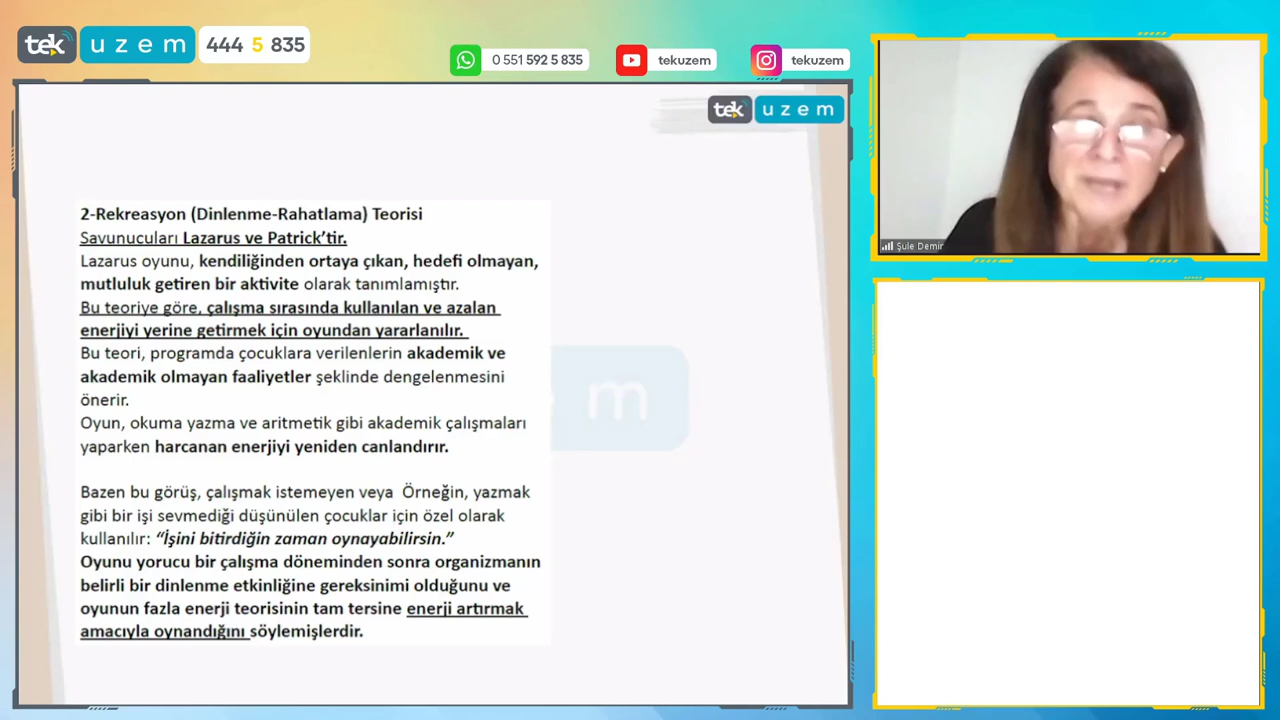 tek uzem 444 5 835
0 551 592 5 835
tekuzem
tekuzem
tek uzem
2-Rekreasyon (Dinlenme-Rahatlama) Teorisi
Savunucuları Lazarus ve Patrick’tir.
Lazarus oyunu, kendiliğinden ortaya çıkan, hedefi olmayan,
mutluluk getiren bir aktivite olarak tanımlamıştır.
Bu teoriye göre, çalışma sırasında kullanılan ve azalan
enerjiyi yerine getirmek için oyundan yararlanılır.
Bu teori, programda çocuklara verilenlerin akademik ve
akademik olmayan faaliyetler şeklinde dengelenmesini
önerir.
Oyun, okuma yazma ve aritmetik gibi akademik çalışmaları
yaparken harcanan enerjiyi yeniden canlandırır.
Bazen bu görüş, çalışmak istemeyen veya Örneğin, yazmak
gibi bir işi sevmediği düşünülen çocuklar için özel olarak
kullanılır: “İşini bitirdiğin zaman oynayabilirsin.”
Oyunu yorucu bir çalışma döneminden sonra organizmanın
belirli bir dinlenme etkinliğine gereksinimi olduğunu ve
oyunun fazla enerji teorisinin tam tersine enerji artırmak
amacıyla oynandığını söylemişlerdir.
m
Şule Demir